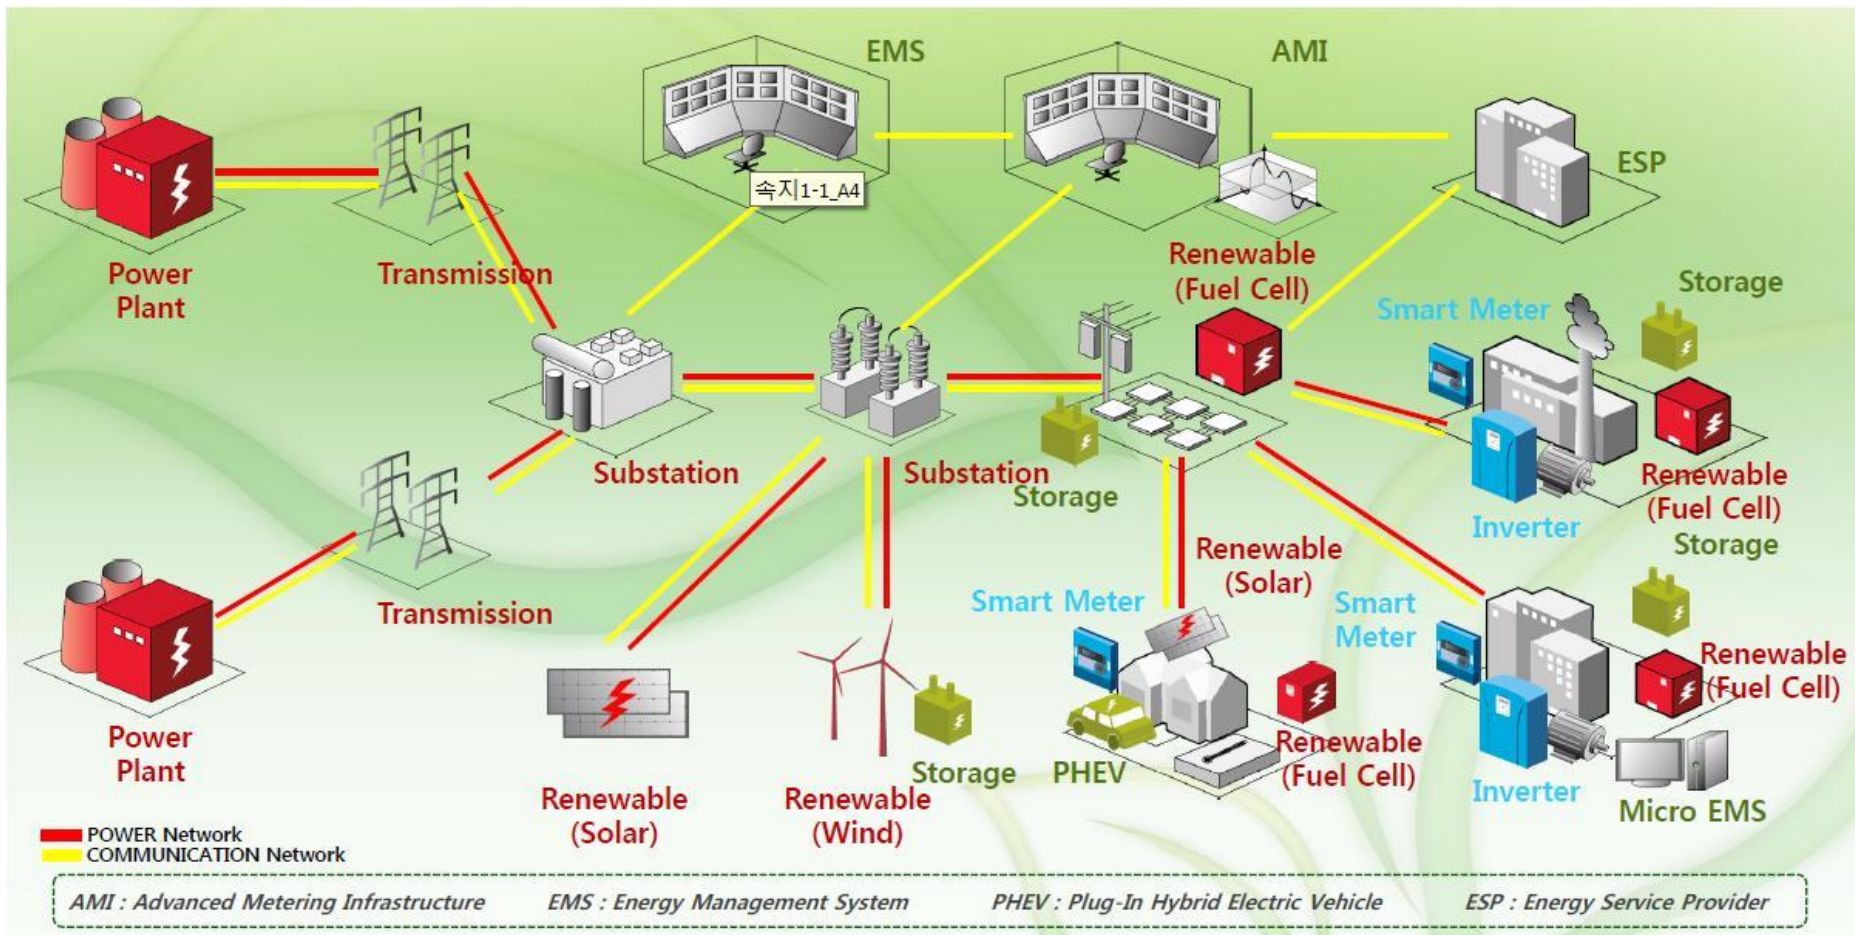 EMS
AMI
ESP
속지1-1_A4
Power
Plant
Transmission
Renewable
(Fuel Cell)
Smart Meter
Storage
Substation
Substation
Storage
Inverter
Renewable
(Fuel Cell)
Storage
Transmission
Renewable
(Solar)
Smart Meter
Smart
Meter
Renewable
(Fuel Cell)
Power
Plant
Renewable
(Solar)
Renewable
(Wind)
Storage
PHEV
Renewable
(Fuel Cell)
Inverter
Micro EMS
POWER Network
COMMUNICATION Network
AMI : Advanced Metering Infrastructure
EMS : Energy Management System
PHEV : Plug-In Hybrid Electric Vehicle
ESP : Energy Service Provider